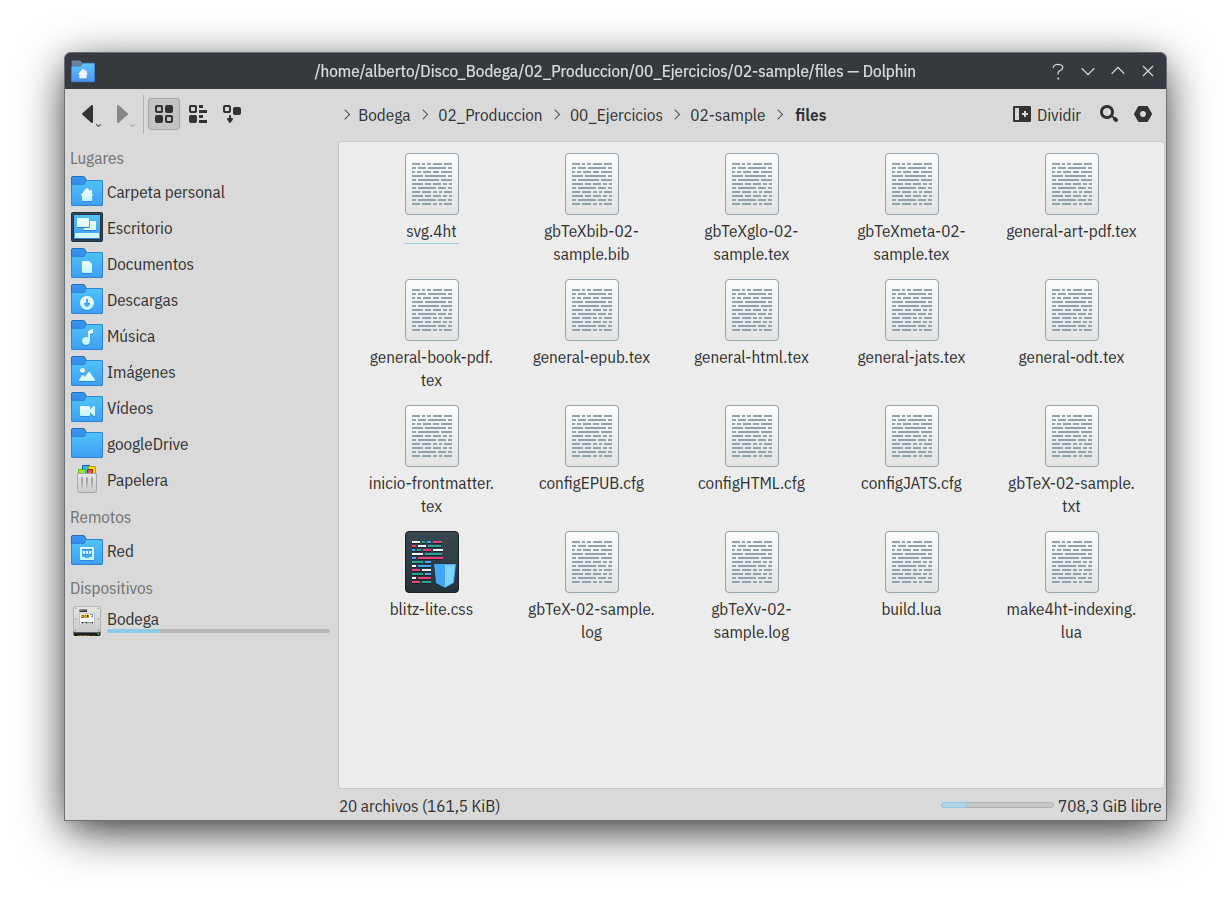 /home/alberto/Disco_Bodega/02_Produccion/00_Ejercicios/02-sample/files — Dolphin
Bodega 02_Produccion 00_Ejercicios 02-sample files
Dividir
Lugares
Carpeta personal
Escritorio
Documentos
Descargas
Música
Imágenes
Vídeos
googleDrive
Papelera
Remotos
Red
Dispositivos
Bodega
svg.4ht
gbTeXbib-02-
sample.bib
gbTeXglo-02-
sample.tex
gbTeXmeta-02-
sample.tex
general-art-pdf.tex
general-book-pdf.
tex
general-epub.tex
general-html.tex
general-jats.tex
general-odt.tex
inicio-frontmatter.
tex
configEPUB.cfg
configHTML.cfg
configJATS.cfg
gbTeX-02-sample.
txt
blitz-lite.css
gbTeX-02-sample.
log
gbTeXv-02-
sample.log
build.lua
make4ht-indexing.
lua
20 archivos (161,5 KiB)
708,3 GiB libre